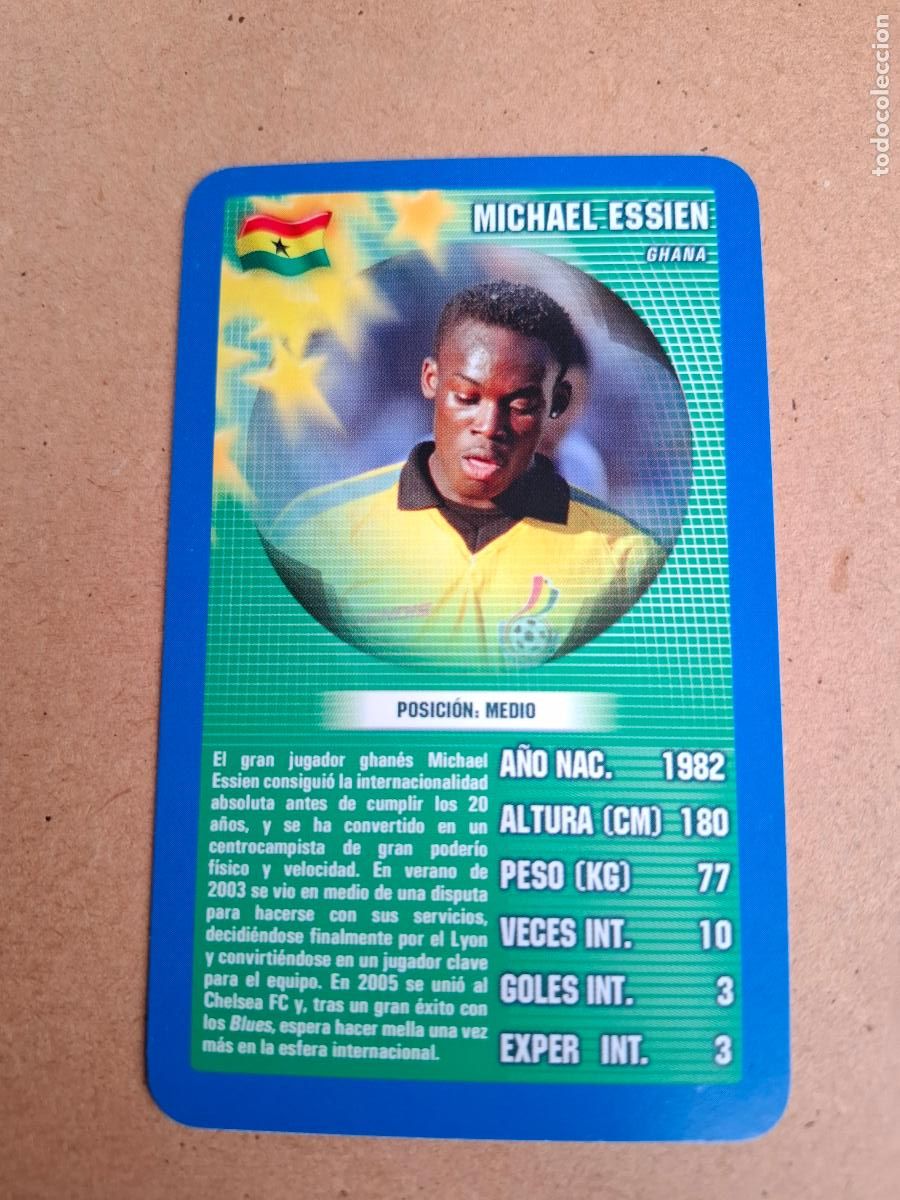 todocoleccion
MICHAEL ESSIEN
GHANA
POSICIÓN: MEDIO
El gran jugador ghanés Michael
Essien consiguió la internacionalidad
absoluta antes de cumplir los 20
años, y se ha convertido en un
centrocampista de gran poderío
físico y velocidad. En verano de
2003 se vio en medio de una disputa
para hacerse con sus servicios,
decidiéndose finalmente por el Lyon
y convirtiéndose en un jugador clave
para el equipo. En 2005 se unió al
Chelsea FC y, tras un gran éxito con
los Blues, espera hacer mella una vez
más en la esfera internacional.
AÑO NAC. 1982
ALTURA (CM) 180
PESO (KG) 77
VECES INT. 10
GOLES INT. 3
EXPER INT. 3